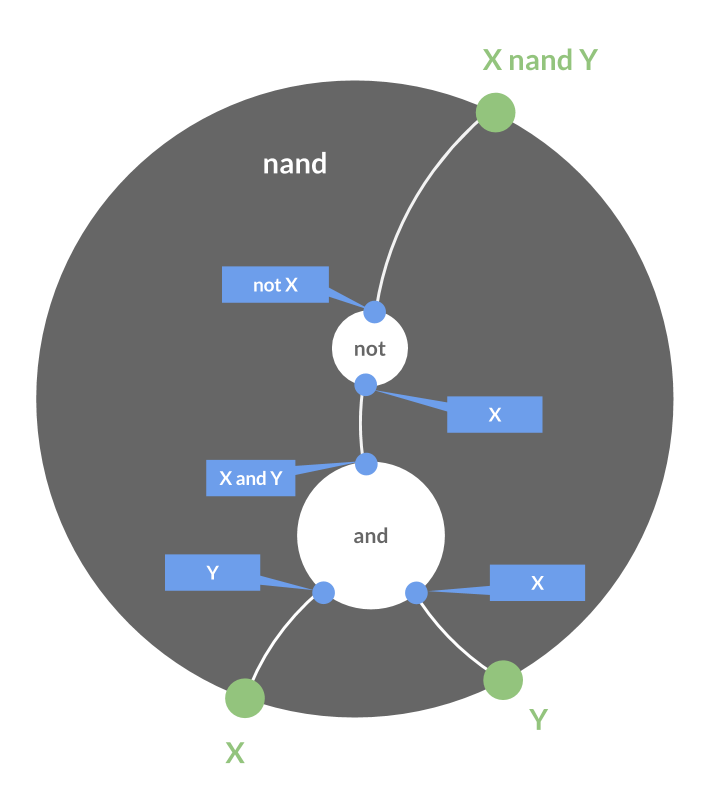 X nand Y
nand
not X
not
X
X and Y
and
Y
X
X
Y